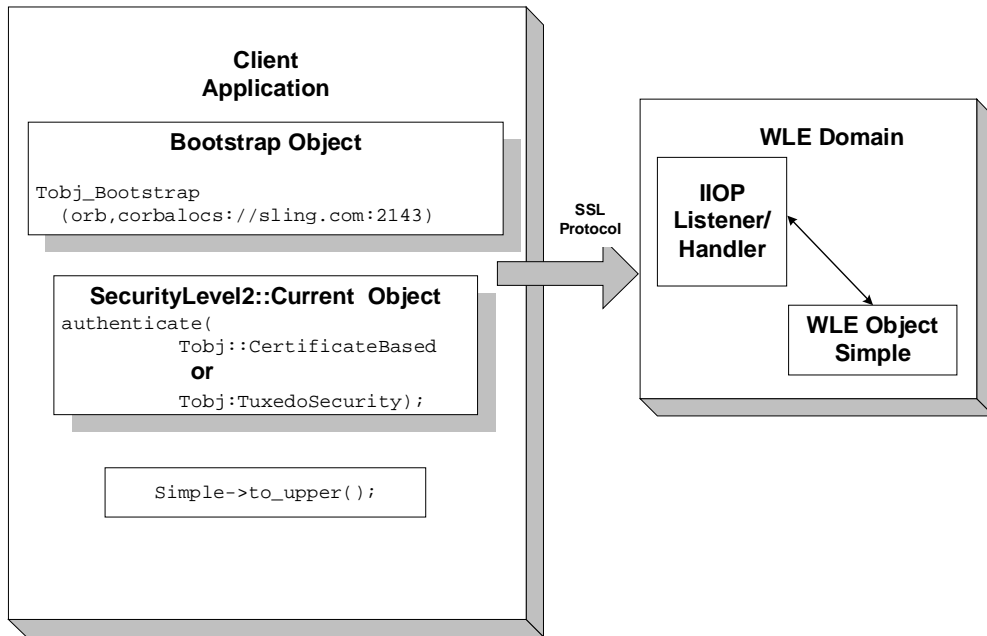 Client
Application
Bootstrap Object
Tobj_Bootstrap
(orb,corbalocs://sling.com:2143)
SecurityLevel2::Current Object
authenticate(
Tobj::CertificateBased
or
Tobj:TuxedoSecurity);
Simple->to_upper();
SSL
Protocol
WLE Domain
IIOP
Listener/
Handler
WLE Object
Simple